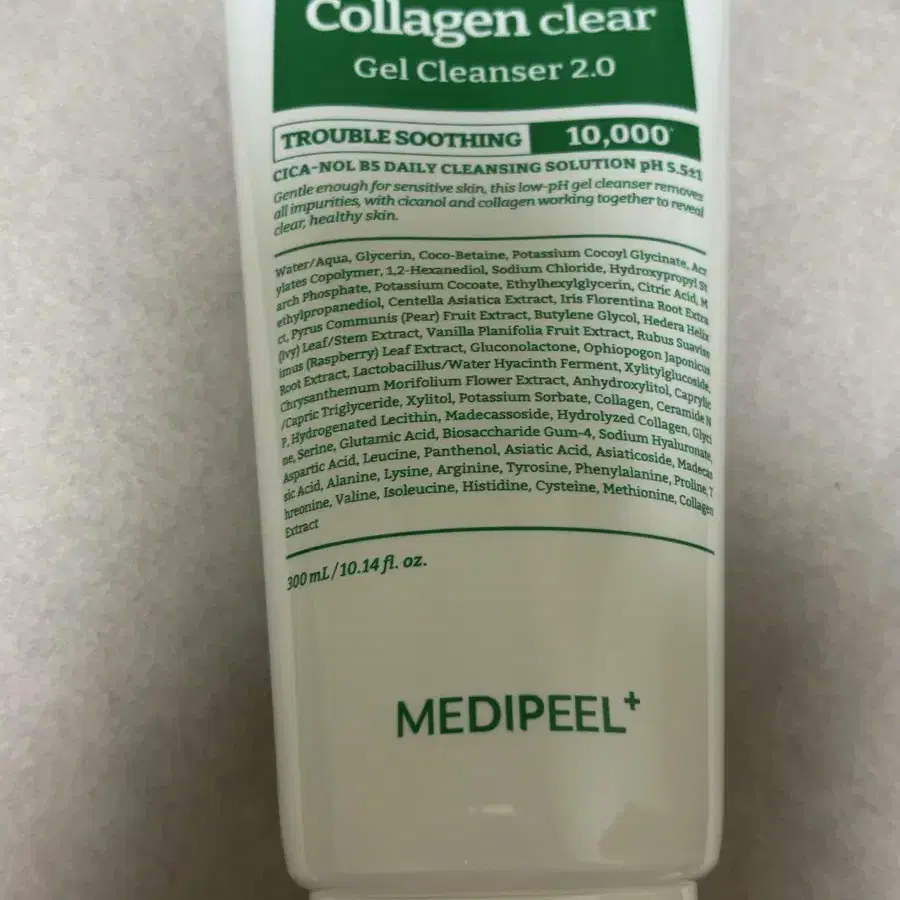 Collagen clear
Gel Cleanser 2.0
TROUBLE SOOTHING 10,000*
CICA-NOL B5 DAILY CLEANSING SOLUTION pH 5.5±1
Gentle enough for sensitive skin, this low-pH gel cleanser removes
all impurities, with cicanol and collagen working together to reveal
clear, healthy skin.
Water/Aqua, Glycerin, Coco-Betaine, Potassium Cocoyl Glycinate, Acr
ylates Copolymer, 1,2-Hexanediol, Sodium Chloride, Hydroxypropyl St
arch Phosphate, Potassium Cocoate, Ethylhexylglycerin, Citric Acid, M
ethylpropanediol, Centella Asiatica Extract, Iris Florentina Root Extra
ct, Pyrus Communis (Pear) Fruit Extract, Butylene Glycol, Hedera Helix
(Ivy) Leaf/Stem Extract, Vanilla Planifolia Fruit Extract, Rubus Suaviss
imus (Raspberry) Leaf Extract, Gluconolactone, Ophiopogon Japonicus
Root Extract, Lactobacillus/Water Hyacinth Ferment, Xylitylglucoside,
Chrysanthemum Morifolium Flower Extract, Anhydroxylitol, Caprylic
/Capric Triglyceride, Xylitol, Potassium Sorbate, Collagen, Ceramide N
P, Hydrogenated Lecithin, Madecassoside, Hydrolyzed Collagen, Glyci
ne, Serine, Glutamic Acid, Biosaccharide Gum-4, Sodium Hyaluronate,
Aspartic Acid, Leucine, Panthenol, Asiatic Acid, Asiaticoside, Madecas
sic Acid, Alanine, Lysine, Arginine, Tyrosine, Phenylalanine, Proline, T
hreonine, Valine, Isoleucine, Histidine, Cysteine, Methionine, Collagen
Extract
300 mL / 10.14 fl. oz.
MEDIPEEL+